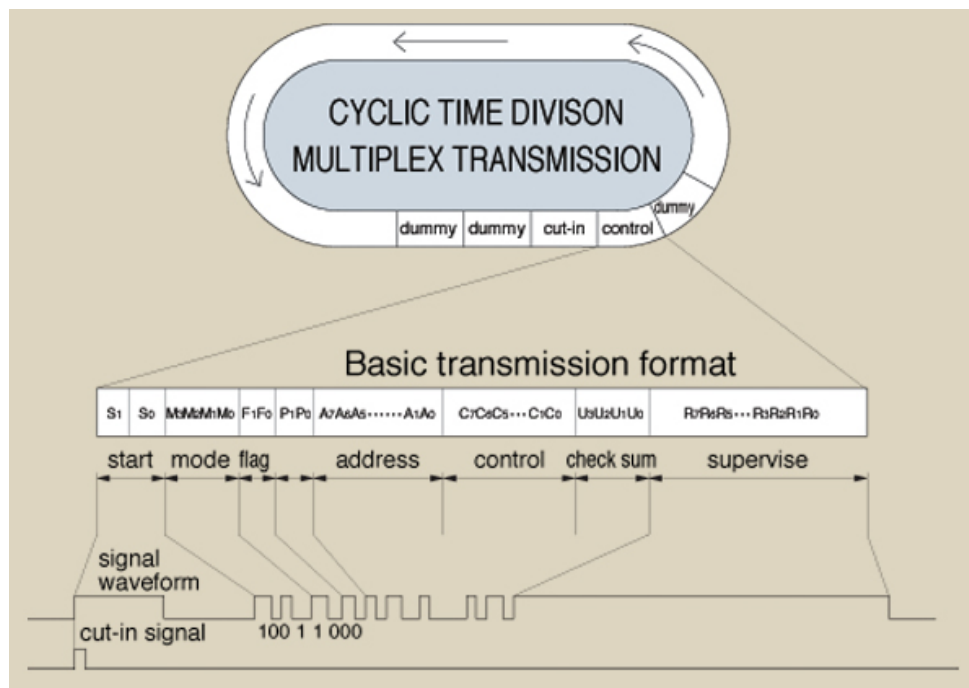 CYCLIC TIME DIVISON
MULTIPLEX TRANSMISSION
dummy
dummy dummy cut-in control
Basic transmission format
S1 S0 M3M2M1M0 F1F0 P1P0 A7A6A5······A1A0 C7C6C5···C1C0 U3U2U1U0 R7R6R5···R3R2R1R0
start mode flag address control check sum supervise
signal
waveform
cut-in signal 100 1 1 000